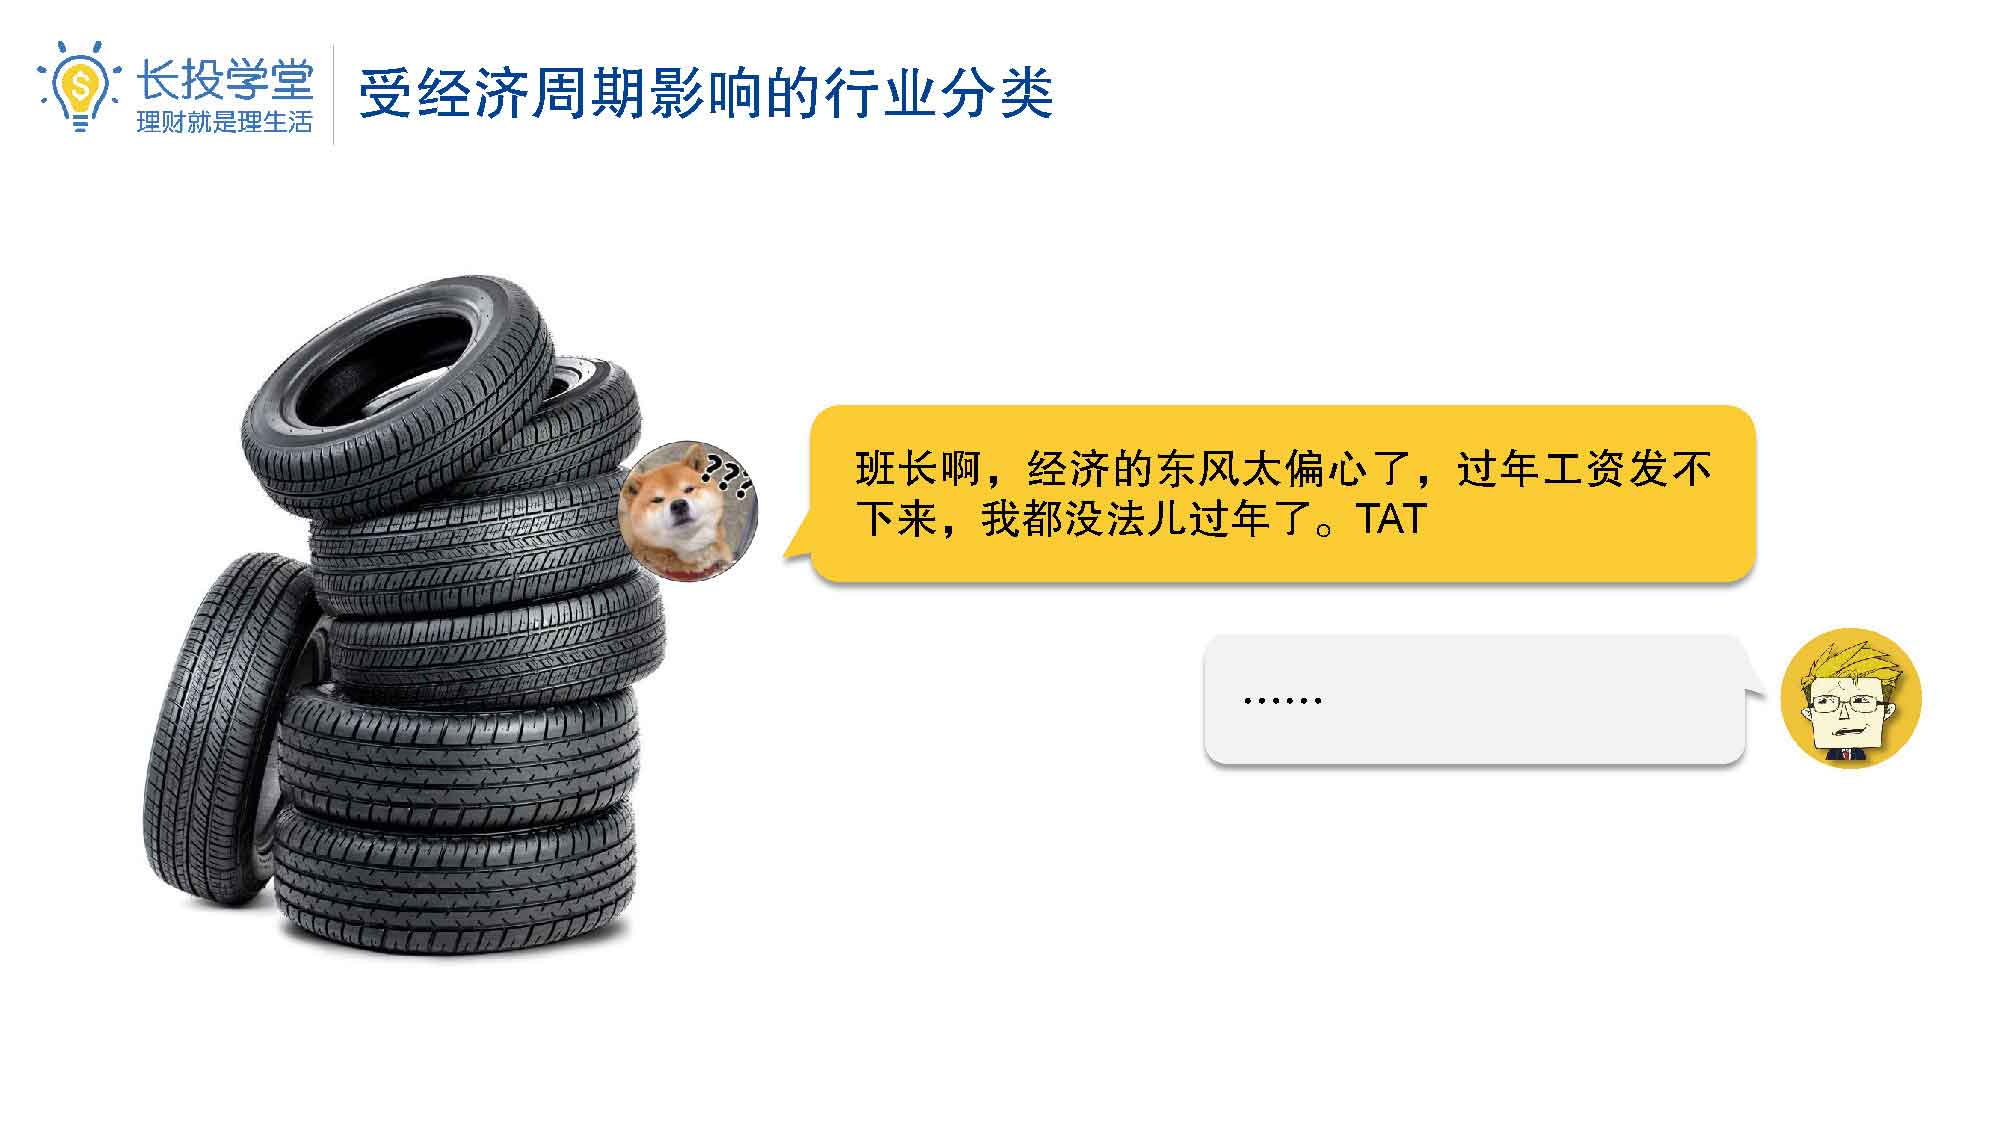 长投学堂
理财就是理生活
受经济周期影响的行业分类
???
班长啊，经济的东风太偏心了，过年工资发不
下来，我都没法儿过年了。TAT
……